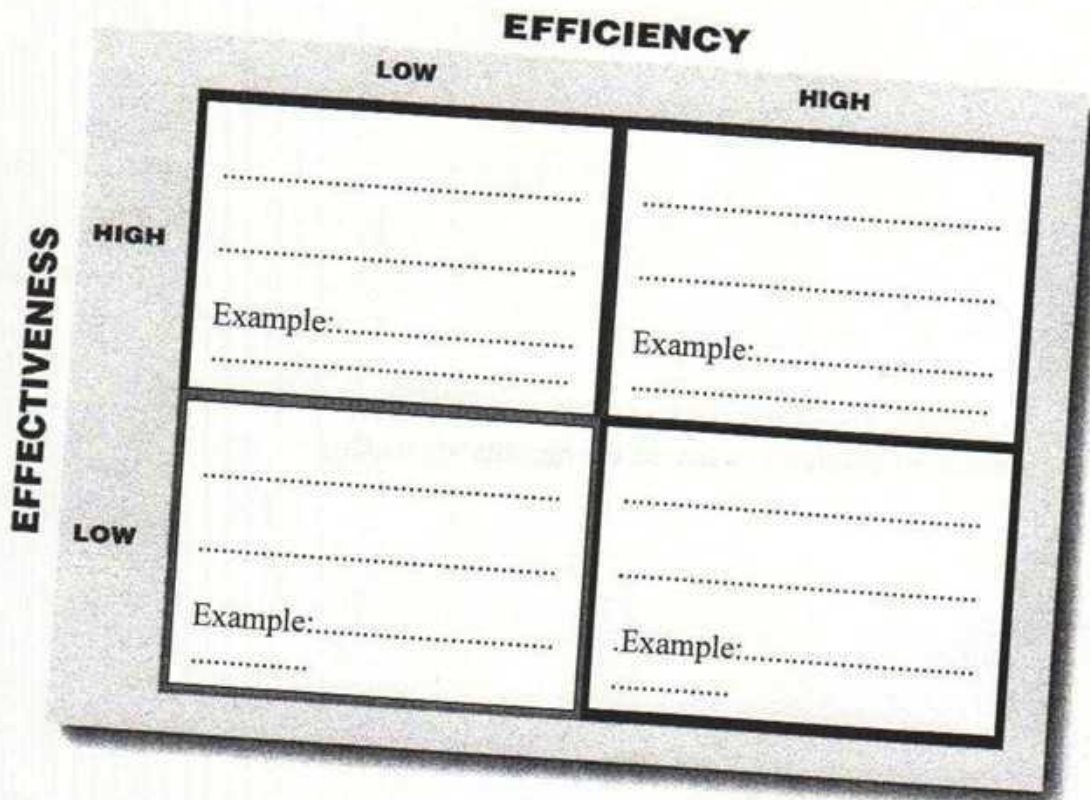 EFFICIENCY
LOW
HIGH
EFFECTIVENESS
HIGH
........................................
........................................
Example:..............................
........................................
........................................
........................................
Example:..............................
........................................
LOW
........................................
........................................
Example:..............................
..............
........................................
........................................
.Example:..............................
..............